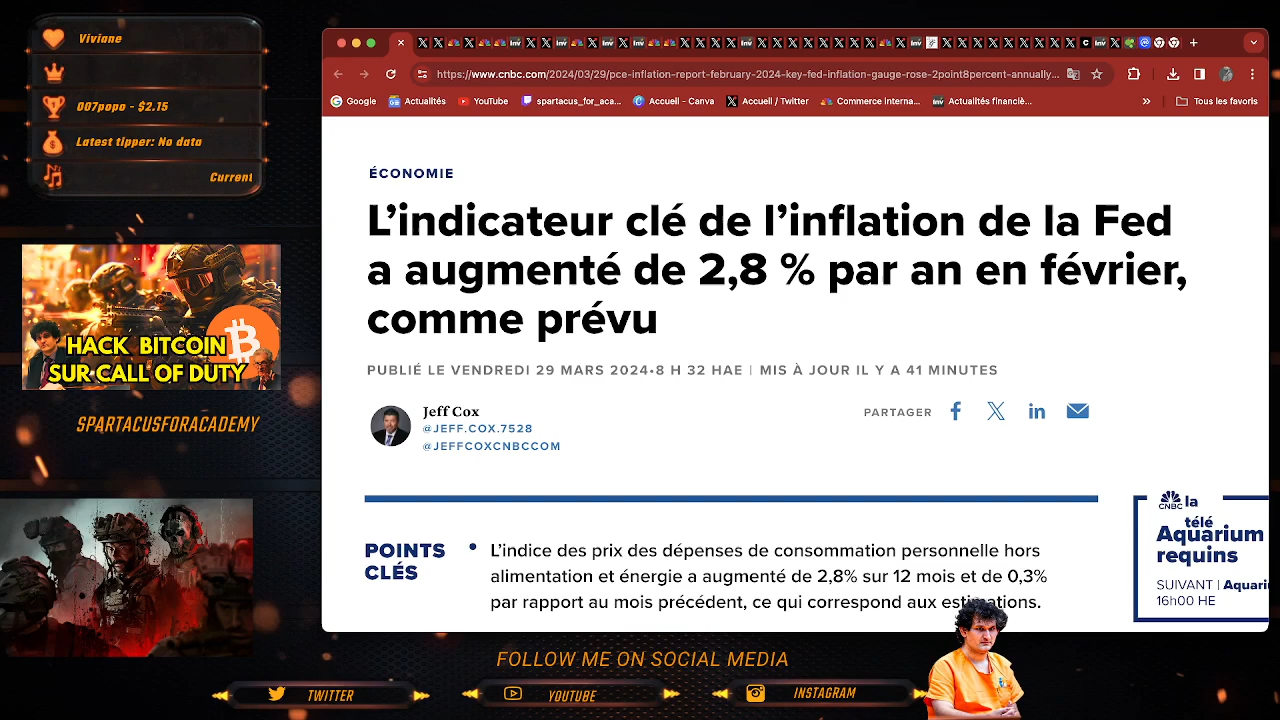 Viviane
007popo - $2.15
Latest tipper: No data
Current
HACK BITCOIN
SUR CALL OF DUTY
SPARTACUSFORACADEMY
https://www.cnbc.com/2024/03/29/pce-inflation-report-february-2024-key-fed-inflation-gauge-rose-2point8percent-annually...
Google
Actualités
YouTube
spartacus_for_aca...
Accueil - Canva
Accueil / Twitter
Commerce interna...
Actualités financiè...
»
Tous les favoris
ÉCONOMIE
L'indicateur clé de l'inflation de la Fed
a augmenté de 2,8 % par an en février,
comme prévu
PUBLIÉ LE VENDREDI 29 MARS 2024•8 H 32 HAE | MIS À JOUR IL Y A 41 MINUTES
Jeff Cox
@JEFF.COX.7528
@JEFFCOXCNBCCOM
PARTAGER
POINTS
CLÉS
• L'indice des prix des dépenses de consommation personnelle hors
alimentation et énergie a augmenté de 2,8% sur 12 mois et de 0,3%
par rapport au mois précédent, ce qui correspond aux estimations.
CNBC
la
télé
Aquarium
requins
SUIVANT | Aquari
16h00 HE
FOLLOW ME ON SOCIAL MEDIA
TWITTER
YOUTUBE
INSTAGRAM